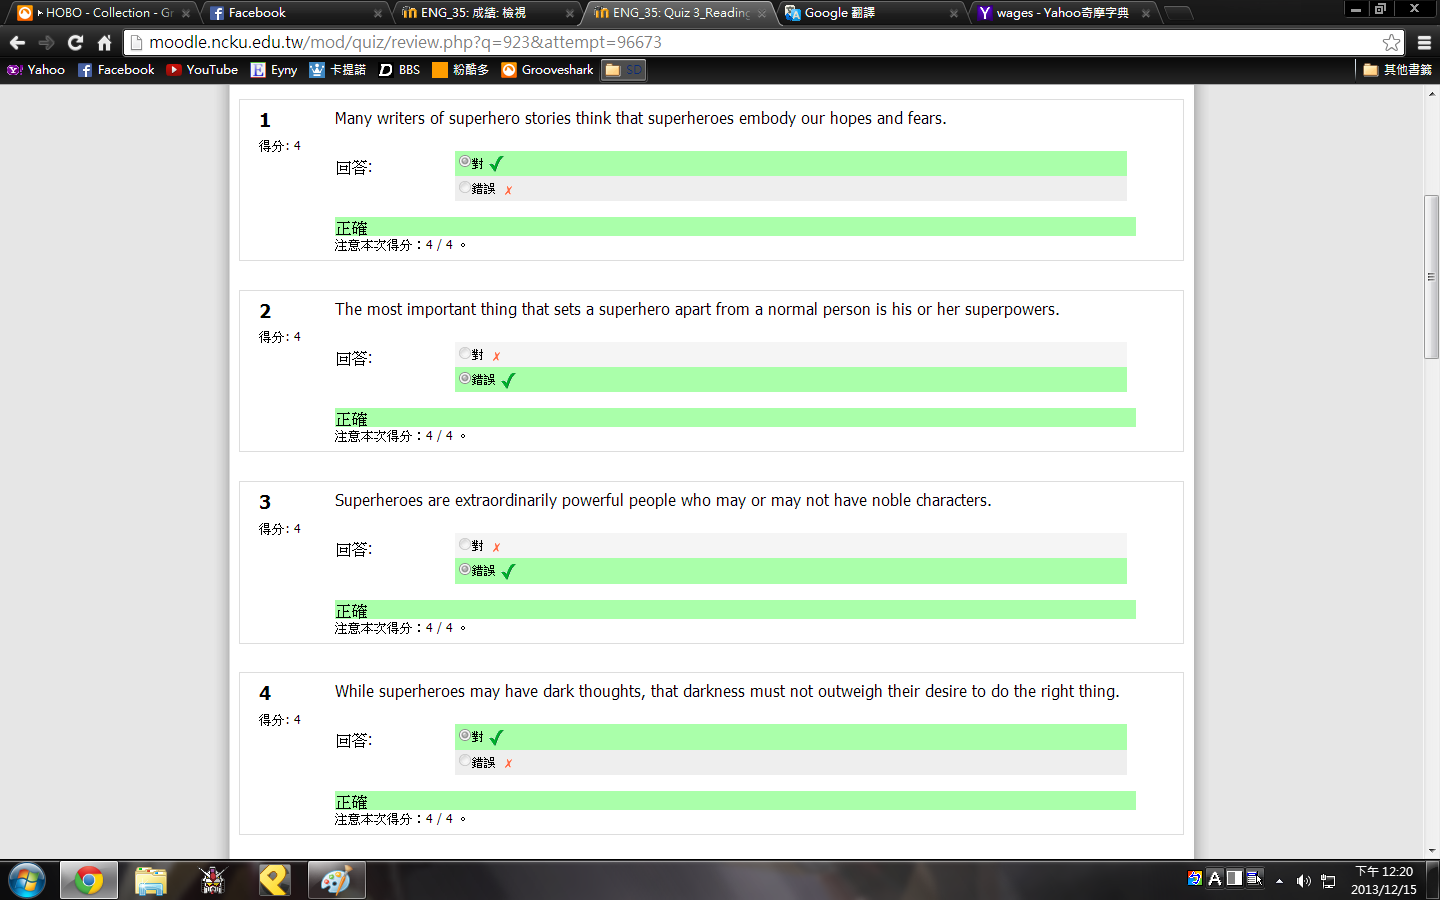 HOBO - Collection - Gr
Facebook
ENG_35: 成績: 檢視
ENG_35: Quiz 3_Reading
Google 翻譯
wages - Yahoo奇摩字典
moodle.ncku.edu.tw/mod/quiz/review.php?q=923&attempt=96673
Yahoo
Facebook
YouTube
Eyny
卡提諾
BBS
粉酷多
Grooveshark
SD
其他書籤
1
得分: 4
Many writers of superhero stories think that superheroes embody our hopes and fears.
回答:
對
錯誤
正確
注意本次得分：4 / 4 。
2
得分: 4
The most important thing that sets a superhero apart from a normal person is his or her superpowers.
回答:
對
錯誤
正確
注意本次得分：4 / 4 。
3
得分: 4
Superheroes are extraordinarily powerful people who may or may not have noble characters.
回答:
對
錯誤
正確
注意本次得分：4 / 4 。
4
得分: 4
While superheroes may have dark thoughts, that darkness must not outweigh their desire to do the right thing.
回答:
對
錯誤
正確
注意本次得分：4 / 4 。
下午 12:20
2013/12/15